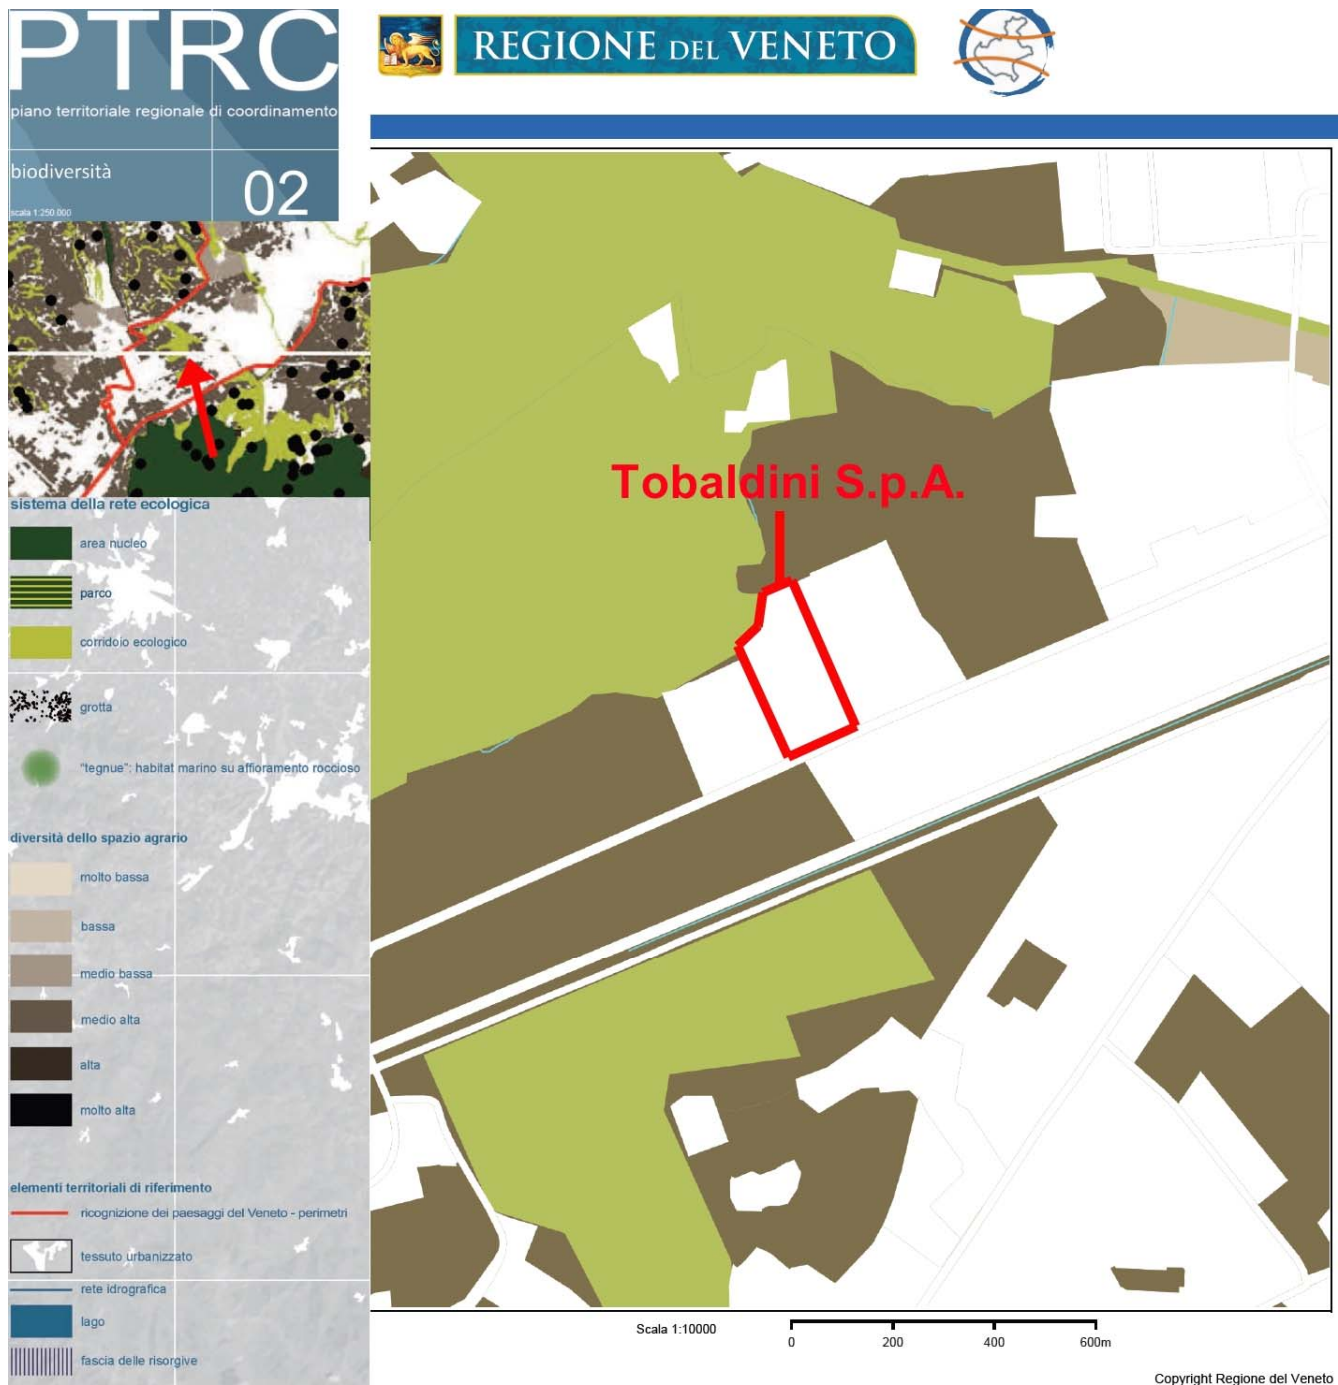 PTRC
piano territoriale regionale di coordinamento
biodiversità
02
scala 1:250.000
REGIONE DEL VENETO
sistema della rete ecologica
area nucleo
parco
corridoio ecologico
grotta
"tegnue": habitat marino su affioramento roccioso
diversità dello spazio agrario
molto bassa
bassa
medio bassa
medio alta
alta
molto alta
elementi territoriali di riferimento
ricognizione dei paesaggi del Veneto - perimetri
tessuto urbanizzato
rete idrografica
lago
fascia delle risorgive
Tobaldini S.p.A.
Scala 1:10000
0 200 400 600m
Copyright Regione del Veneto